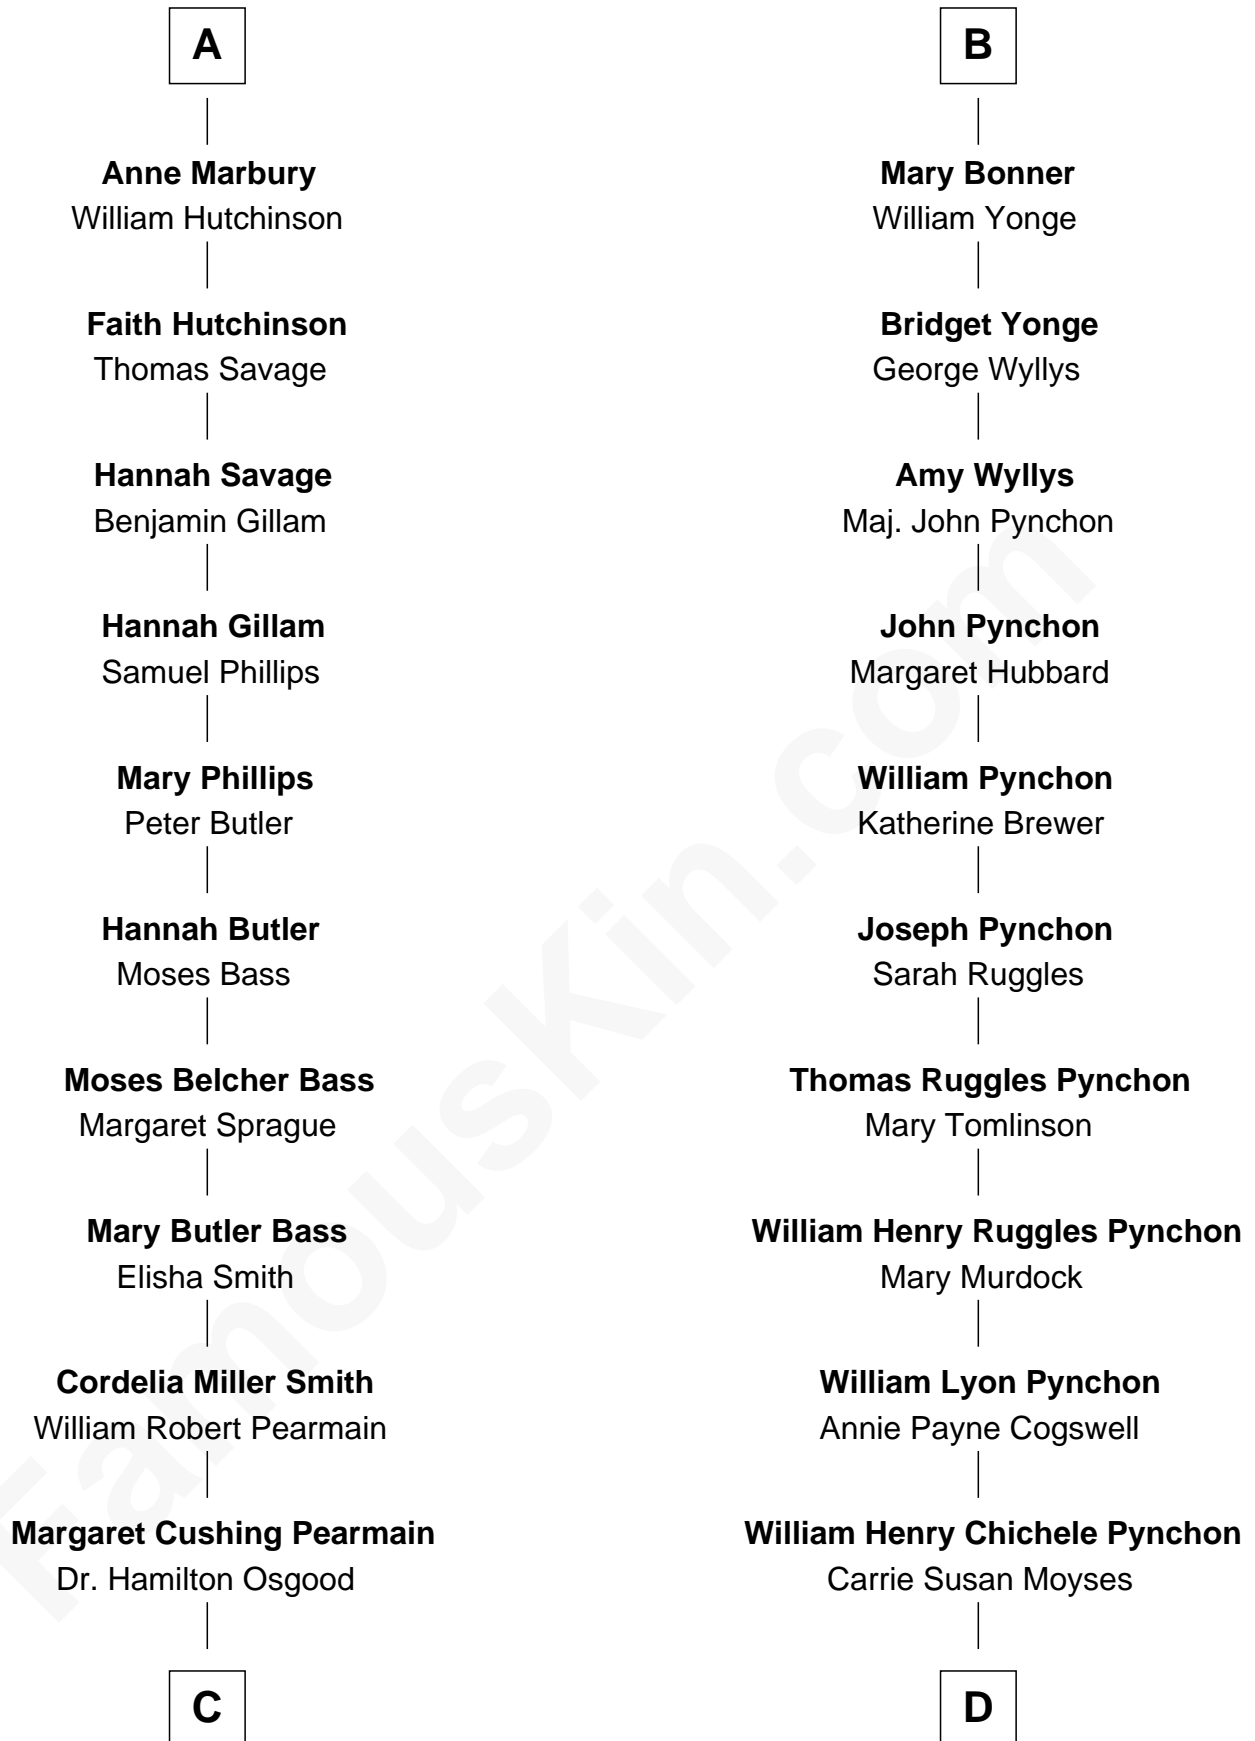 A
Anne Marbury
William Hutchinson
Faith Hutchinson
Thomas Savage
Hannah Savage
Benjamin Gillam
Hannah Gillam
Samuel Phillips
Mary Phillips
Peter Butler
Hannah Butler
Moses Bass
Moses Belcher Bass
Margaret Sprague
Mary Butler Bass
Elisha Smith
Cordelia Miller Smith
William Robert Pearmain
Margaret Cushing Pearmain
Dr. Hamilton Osgood
C
B
Mary Bonner
William Yonge
Bridget Yonge
George Wyllys
Amy Wyllys
Maj. John Pynchon
John Pynchon
Margaret Hubbard
William Pynchon
Katherine Brewer
Joseph Pynchon
Sarah Ruggles
Thomas Ruggles Pynchon
Mary Tomlinson
William Henry Ruggles Pynchon
Mary Murdock
William Lyon Pynchon
Annie Payne Cogswell
William Henry Chichele Pynchon
Carrie Susan Moyses
D
FamousKin.com